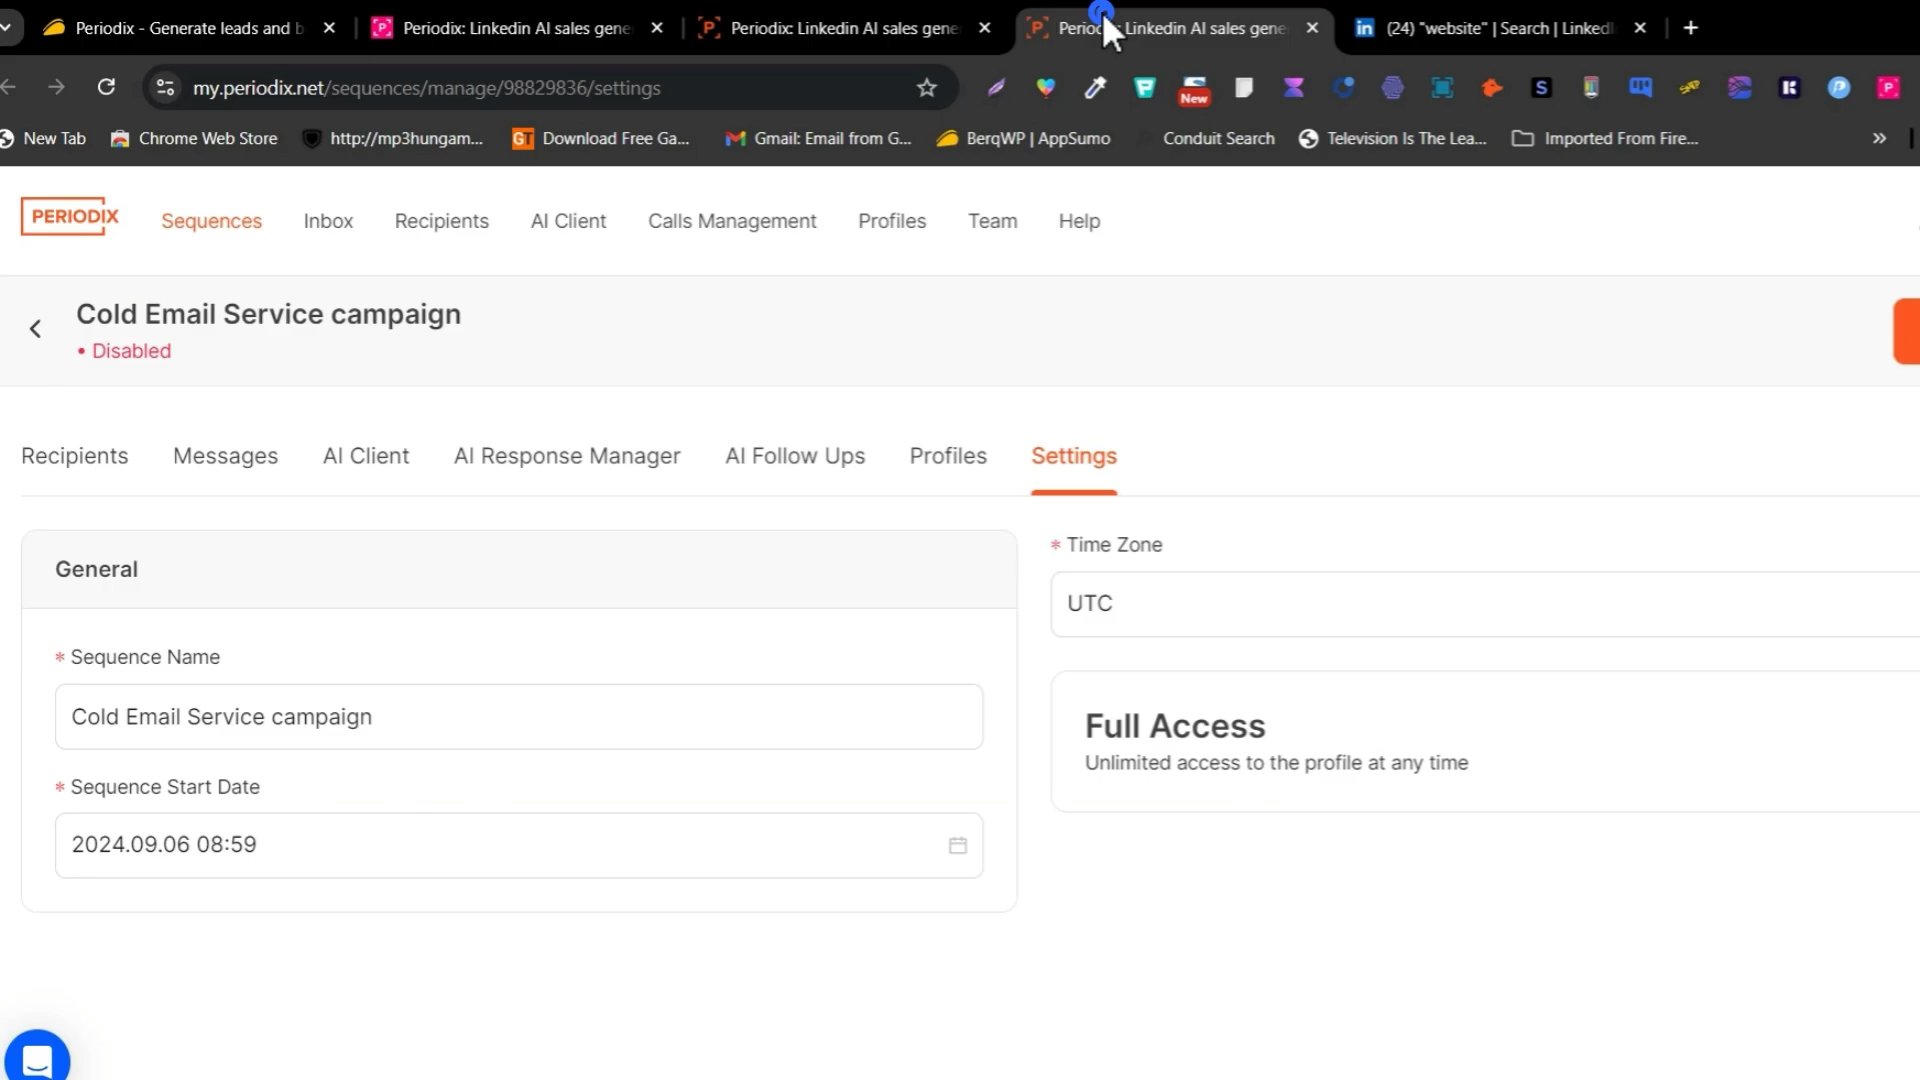 Periodix - Generate leads and b
Periodix: Linkedin AI sales gene
Periodix: Linkedin AI sales gene
Linkedin AI sales gene
(24) "website" | Search | LinkedI
my.periodix.net/sequences/manage/98829836/settings
New
New Tab
Chrome Web Store
http://mp3hungam...
Download Free Ga...
Gmail: Email from G...
BerqWP | AppSumo
Conduit Search
Television Is The Lea...
Imported From Fire...
PERIODIX
Sequences
Inbox
Recipients
AI Client
Calls Management
Profiles
Team
Help
Cold Email Service campaign
• Disabled
Recipients
Messages
AI Client
AI Response Manager
AI Follow Ups
Profiles
Settings
General
* Sequence Name
Cold Email Service campaign
* Sequence Start Date
2024.09.06 08:59
* Time Zone
UTC
Full Access
Unlimited access to the profile at any time